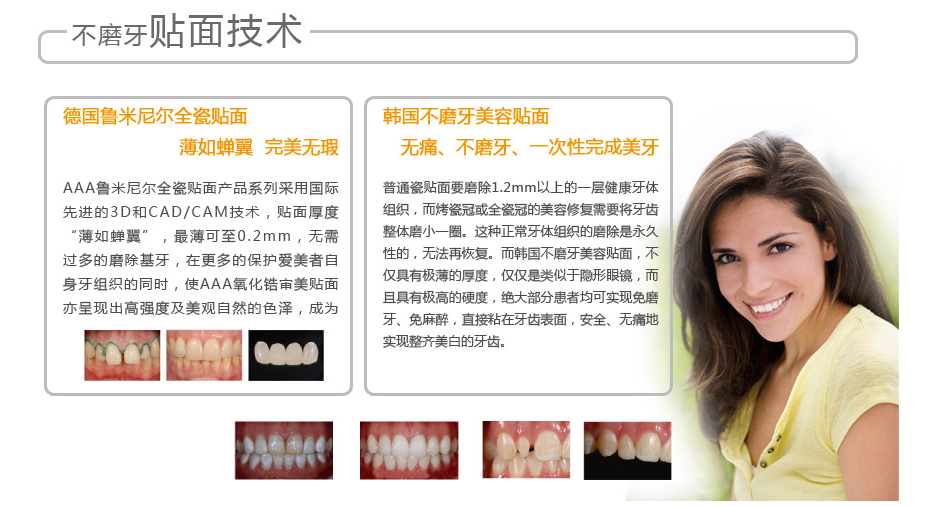 不磨牙贴面技术
德国鲁米尼尔全瓷贴面
薄如蝉翼 完美无瑕
AAA鲁米尼尔全瓷贴面产品系列采用国际
先进的3D和CAD/CAM技术，贴面厚度
“薄如蝉翼”，最薄可至0.2mm，无需
过多的磨除基牙，在更多的保护爱美者自
身牙组织的同时，使AAA氧化锆审美贴面
亦呈现出高强度及美观自然的色泽，成为
韩国不磨牙美容贴面
无痛、不磨牙、一次性完成美牙
普通瓷贴面要磨除1.2mm以上的一层健康牙体
组织，而烤瓷冠或全瓷冠的美容修复需要将牙齿
整体磨小一圈。这种正常牙体组织的磨除是永久
性的，无法再恢复。而韩国不磨牙美容贴面，不
仅具有极薄的厚度，仅仅是类似于隐形眼镜，而
且具有极高的硬度，绝大部分患者均可实现免磨
牙、免麻醉，直接粘在牙齿表面，安全、无痛地
实现整齐美白的牙齿。